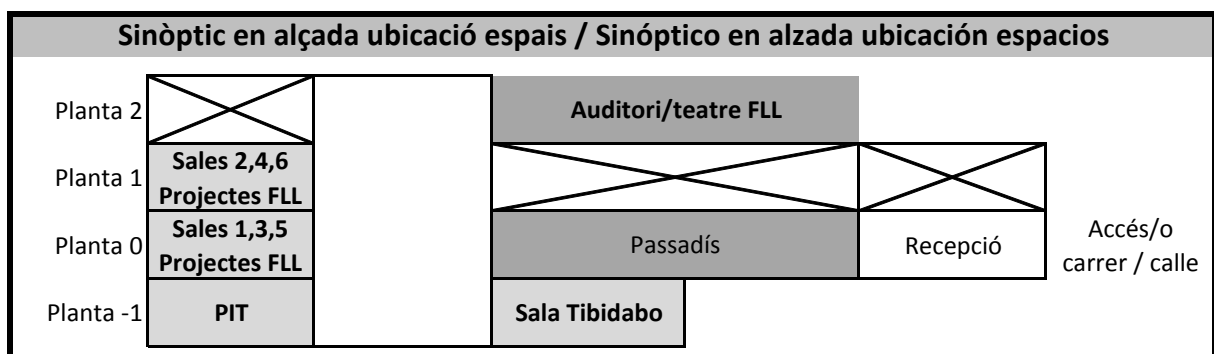 Sinòptic en alçada ubicació espais / Sinóptico en alzada ubicación espacios
Planta 2
Auditori/teatre FLL
Planta 1
Sales 2,4,6
Projectes FLL
Planta 0
Sales 1,3,5
Projectes FLL
Passadís
Recepció
Accés/o
carrer / calle
Planta -1
PIT
Sala Tibidabo